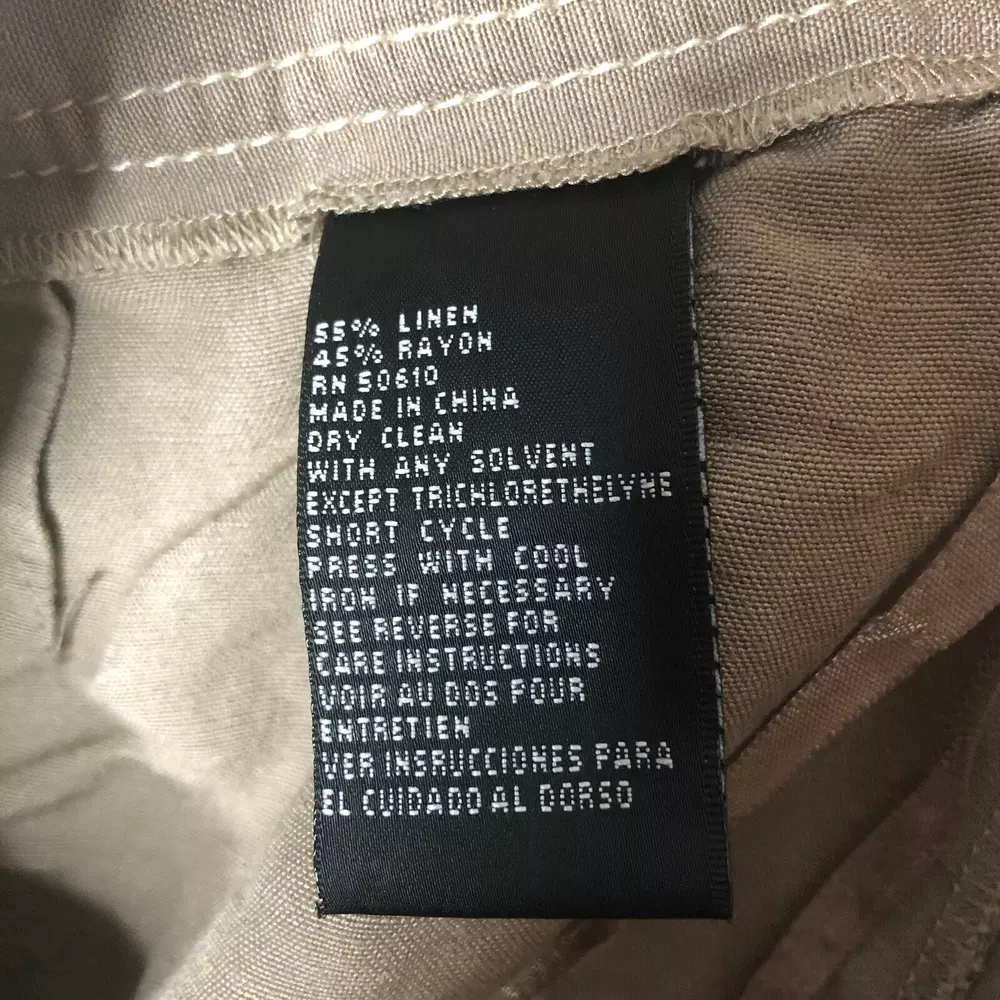 55% LINEN
45% RAYON
RN 50610
MADE IN CHINA
DRY CLEAN
WITH ANY SOLVENT
EXCEPT TRICHLORETHELYNE
SHORT CYCLE
PRESS WITH COOL
IRON IF NECESSARY
SEE REVERSE FOR
CARE INSTRUCTIONS
VOIR AU DOS POUR
ENTRETIEN
VER INSRUCCIONES PARA
EL CUIDADO AL DORSO